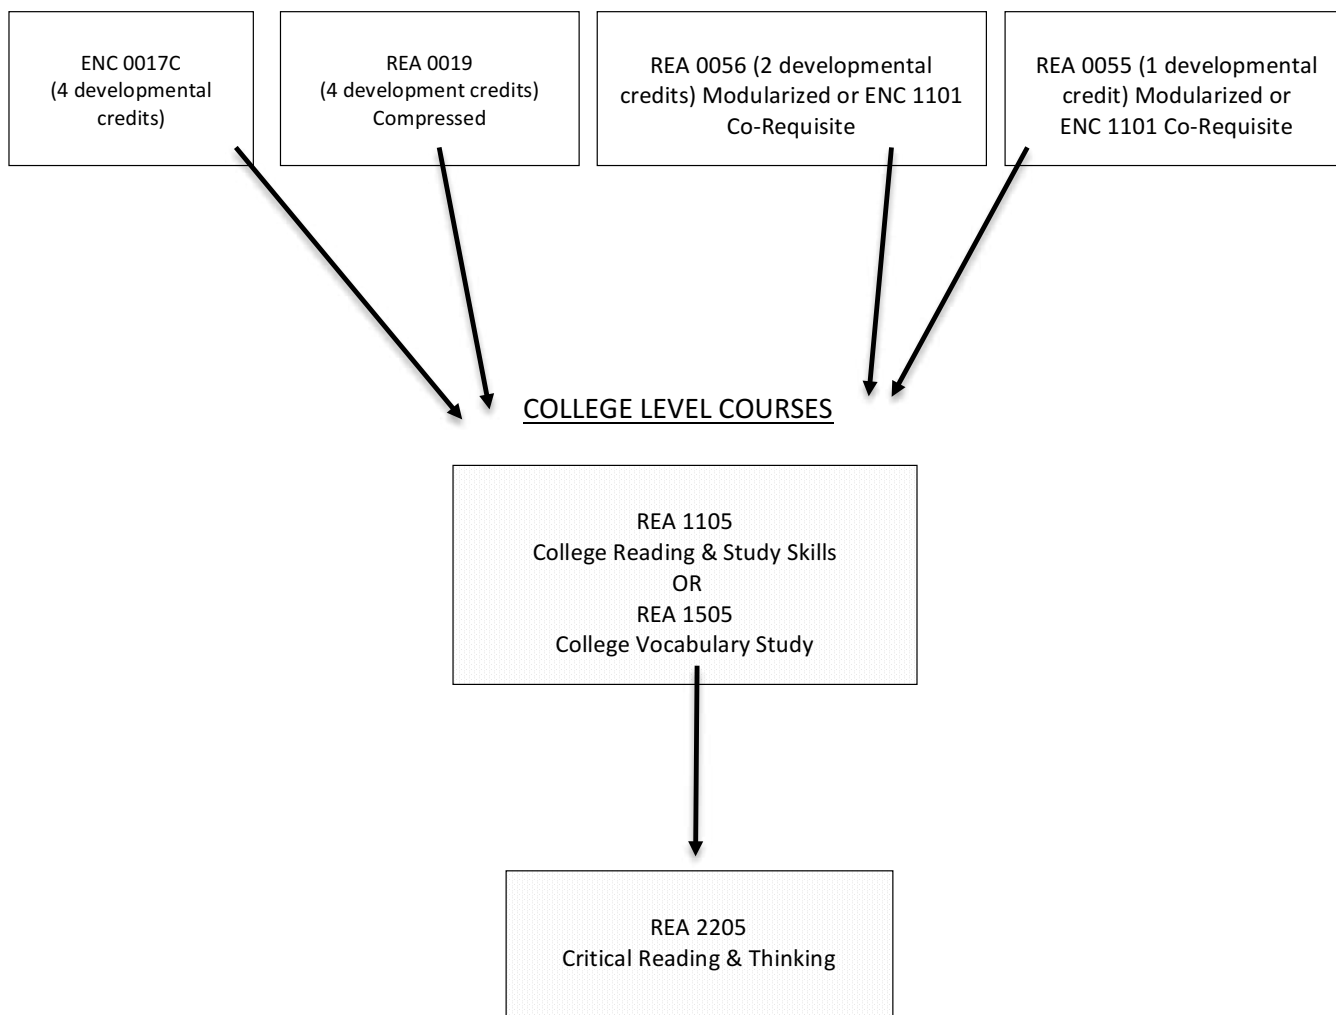 ENC 0017C
(4 developmental
credits)
REA 0019
(4 development credits)
Compressed
REA 0056 (2 developmental
credits) Modularized or ENC 1101
Co-Requisite
REA 0055 (1 developmental
credit) Modularized or
ENC 1101 Co-Requisite
COLLEGE LEVEL COURSES
REA 1105
College Reading & Study Skills
OR
REA 1505
College Vocabulary Study
REA 2205
Critical Reading & Thinking